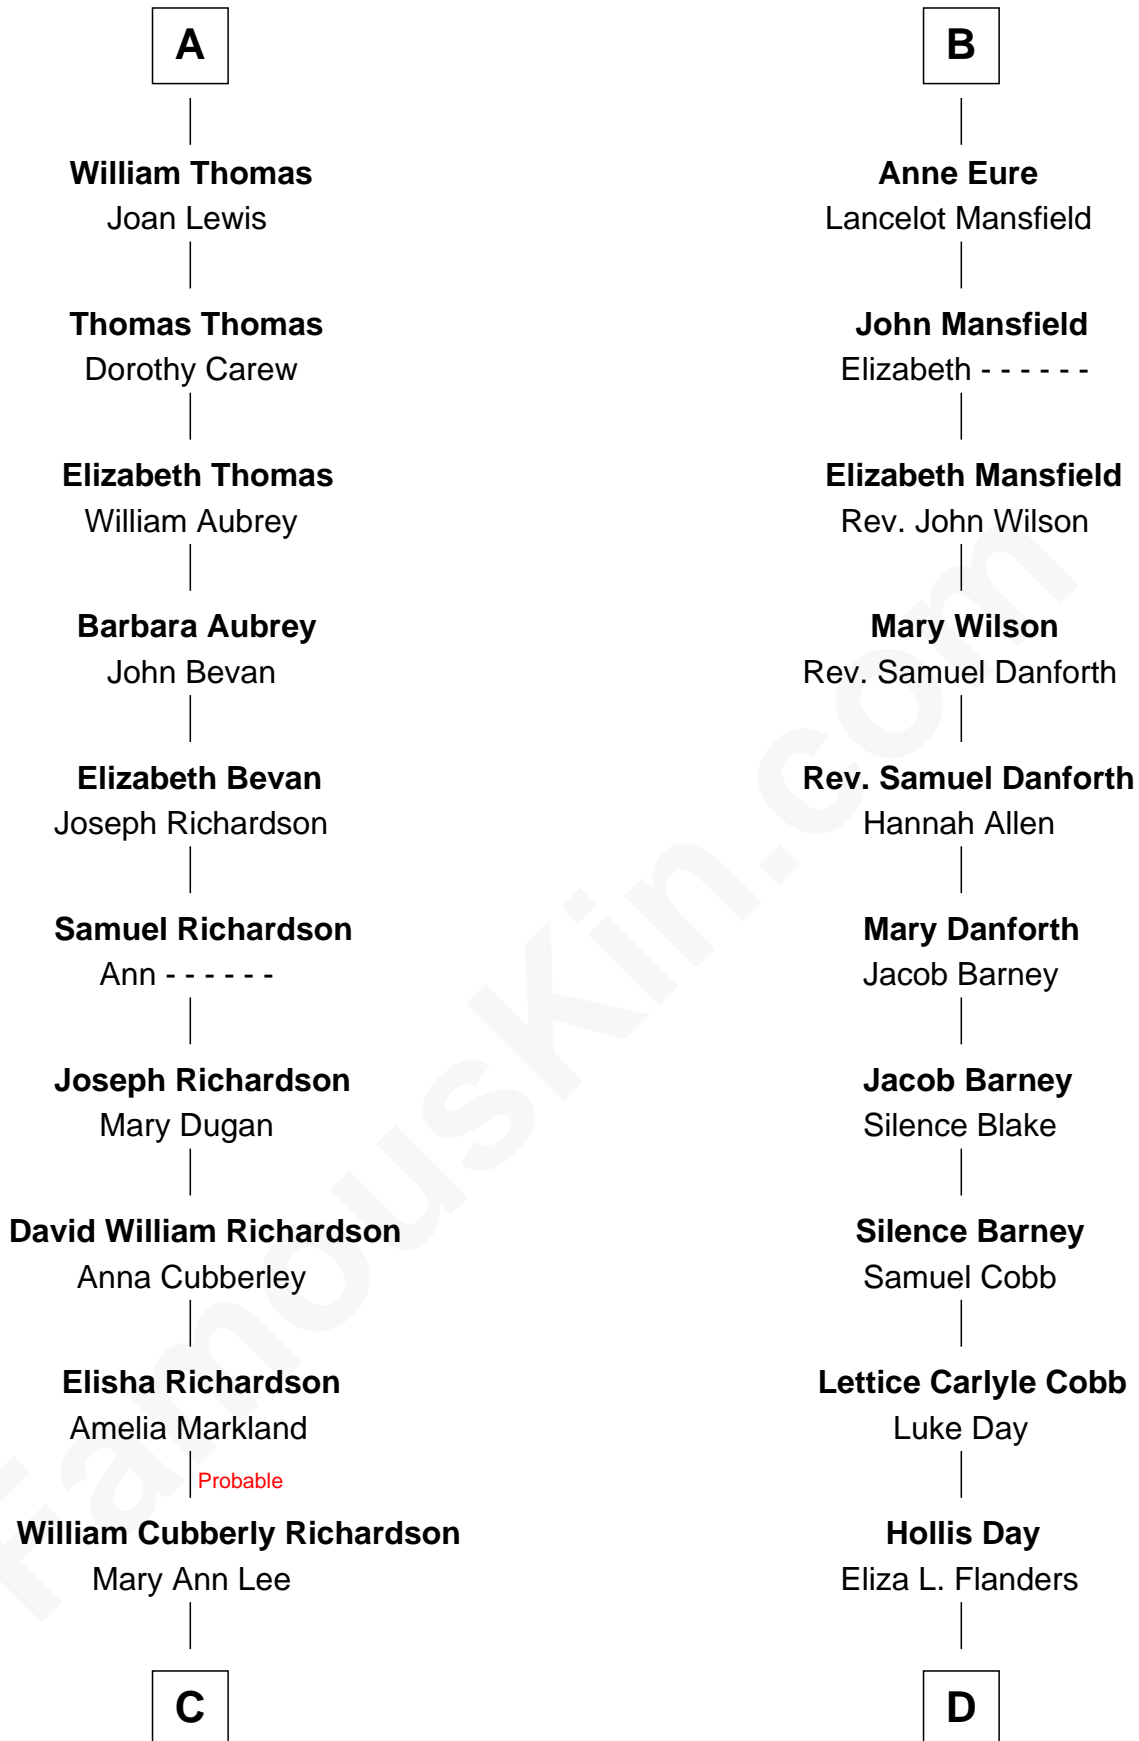 A
William Thomas
Joan Lewis
Thomas Thomas
Dorothy Carew
Elizabeth Thomas
William Aubrey
Barbara Aubrey
John Bevan
Elizabeth Bevan
Joseph Richardson
Samuel Richardson
Ann - - - - - -
Joseph Richardson
Mary Dugan
David William Richardson
Anna Cubberley
Elisha Richardson
Amelia Markland
Probable
William Cubberly Richardson
Mary Ann Lee
C
B
Anne Eure
Lancelot Mansfield
John Mansfield
Elizabeth - - - - - -
Elizabeth Mansfield
Rev. John Wilson
Mary Wilson
Rev. Samuel Danforth
Rev. Samuel Danforth
Hannah Allen
Mary Danforth
Jacob Barney
Jacob Barney
Silence Blake
Silence Barney
Samuel Cobb
Lettice Carlyle Cobb
Luke Day
Hollis Day
Eliza L. Flanders
D
FamousKin.com